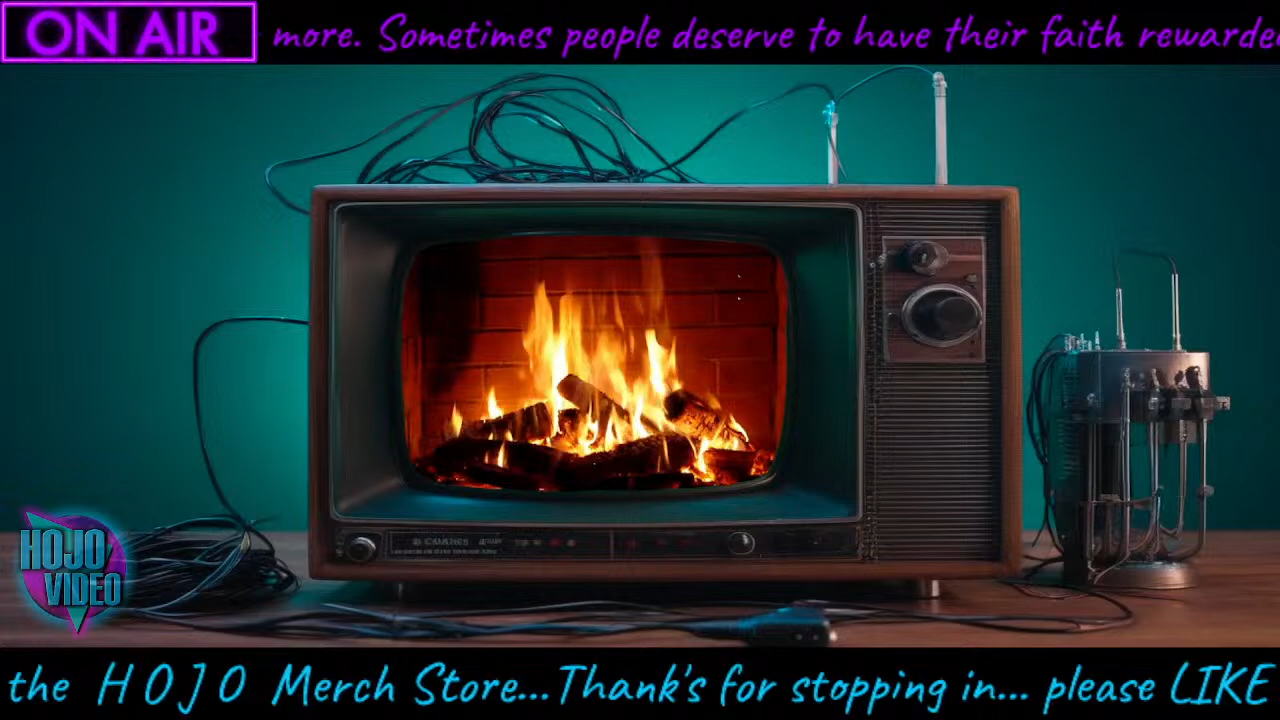 ON AIR
more. Sometimes people deserve to have their faith rewarded
HOJO
VIDEO
the HOJO Merch Store... Thank's for stopping in... please LIKE